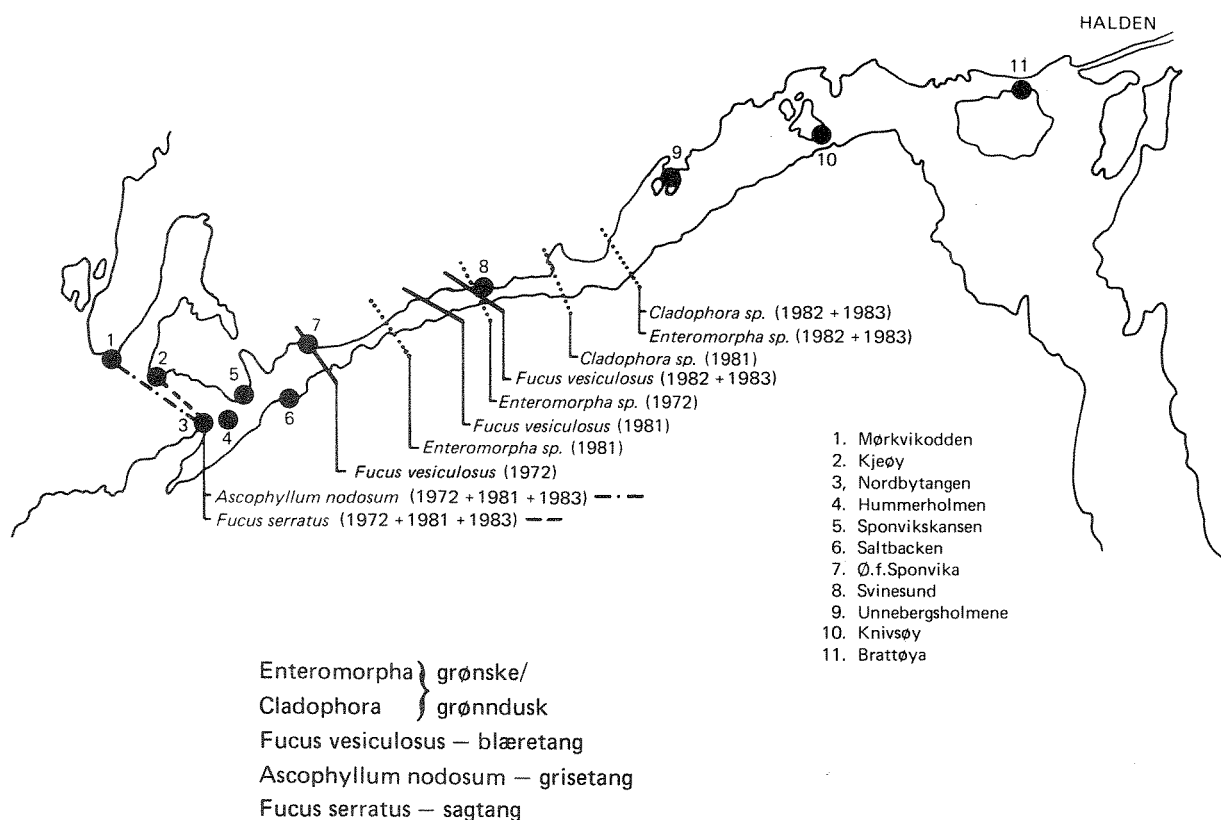 HALDEN
11
10
9
8
7
1
2
5
3
4
6
Cladophora sp. (1982 + 1983)
Enteromorpha sp. (1982 + 1983)
Cladophora sp. (1981)
Fucus vesiculosus (1982 + 1983)
Enteromorpha sp. (1972)
Fucus vesiculosus (1981)
Enteromorpha sp. (1981)
Fucus vesiculosus (1972)
Ascophyllum nodosum (1972 + 1981 + 1983)
Fucus serratus (1972 + 1981 + 1983)
1. Mørkvikodden
2. Kjeøy
3, Nordbytangen
4. Hummerholmen
5. Sponvikskansen
6. Saltbacken
7. Ø.f.Sponvika
8. Svinesund
9. Unnebergsholmene
10. Knivsøy
11. Brattøya
Enteromorpha } grønske/
Cladophora } grønndusk
Fucus vesiculosus — blæretang
Ascophyllum nodosum — grisetang
Fucus serratus — sagtang